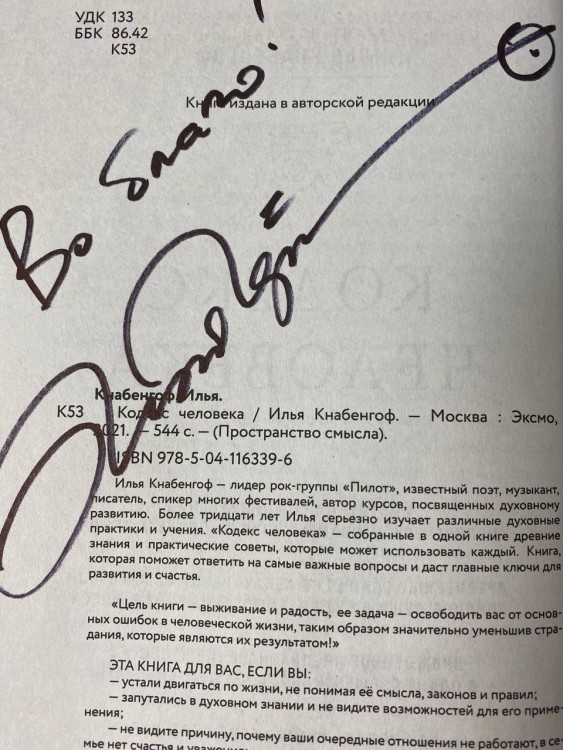 УДК 133
ББК 86.42
К53
Книга издана в авторской редакции
Во благо!
Кнабенгоф, Илья.
К53 Кодекс человека / Илья Кнабенгоф. — Москва : Эксмо,
2021. — 544 с. — (Пространство смысла).
ISBN 978-5-04-116339-6
Илья Кнабенгоф — лидер рок-группы «Пилот», известный поэт, музыкант,
писатель, спикер многих фестивалей, автор курсов, посвященных духовному
развитию. Более тридцати лет Илья серьезно изучает различные духовные
практики и учения. «Кодекс человека» — собранные в одной книге древние
знания и практические советы, которые может использовать каждый. Книга,
которая поможет ответить на самые важные вопросы и даст главные ключи для
развития и счастья.
«Цель книги — выживание и радость, ее задача — освободить вас от основ-
ных ошибок в человеческой жизни, таким образом значительно уменьшив стра-
дания, которые являются их результатом!»
ЭТА КНИГА ДЛЯ ВАС, ЕСЛИ ВЫ:
— устали двигаться по жизни, не понимая её смысла, законов и правил;
— запутались в духовном знании и не видите возможностей для его приме-
нения;
— не видите причину, почему ваши очередные отношения не работают, в се-
мье нет счастья и